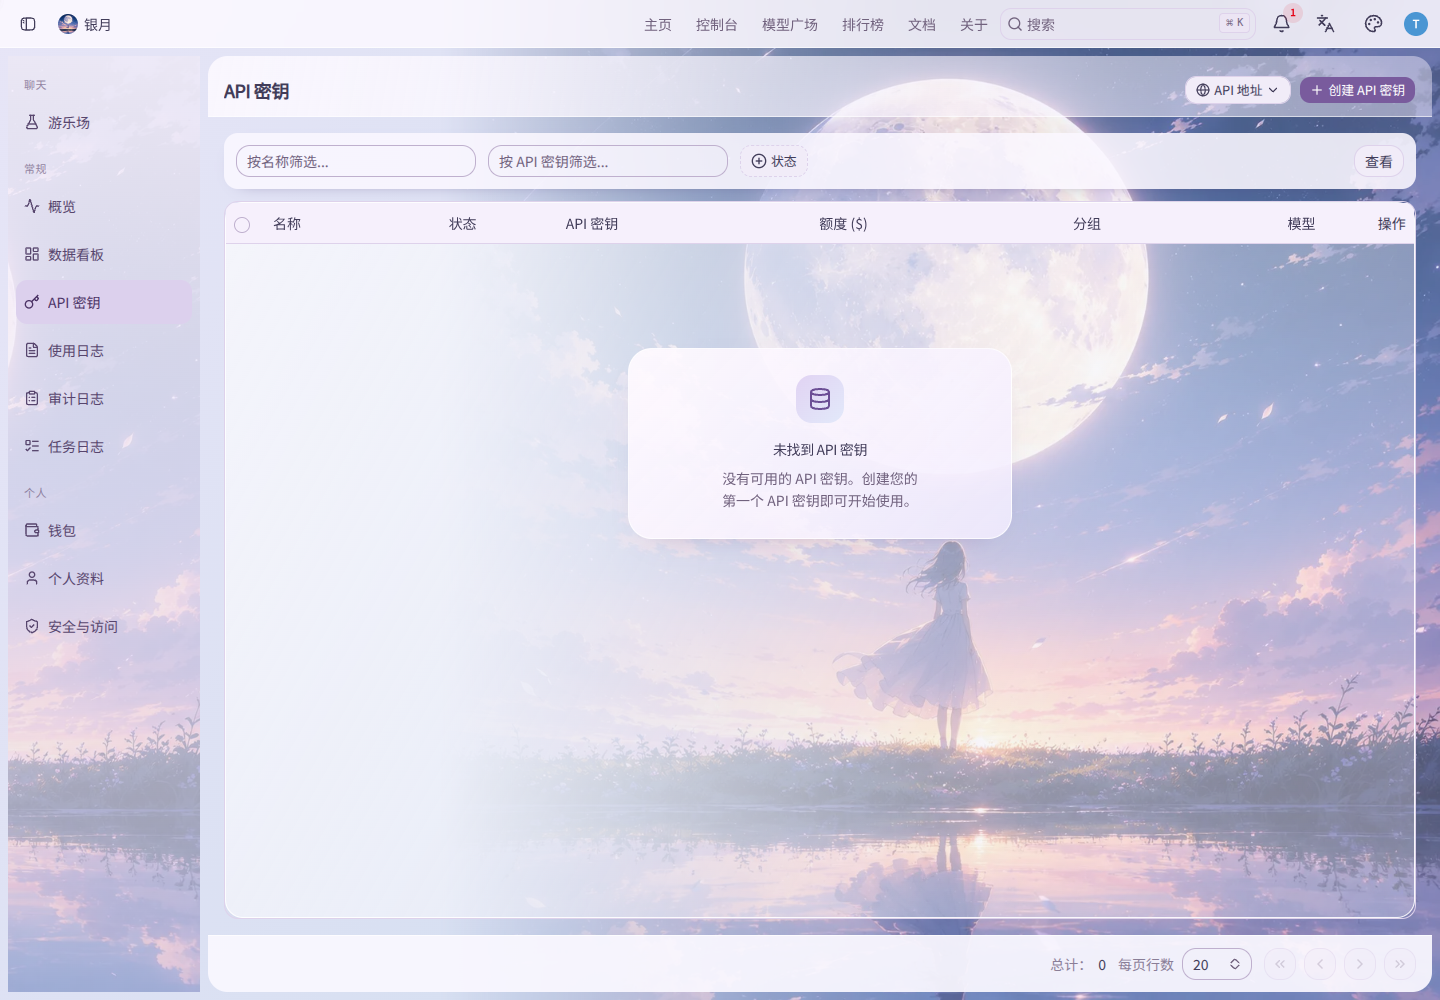 银月
主页
控制台
模型广场
排行榜
文档
关于
搜索
⌘ K
1
T
聊天
游乐场
常规
概览
数据看板
API 密钥
使用日志
审计日志
任务日志
个人
钱包
个人资料
安全与访问
API 密钥
API 地址
创建 API 密钥
按名称筛选...
按 API 密钥筛选...
状态
查看
名称
状态
API 密钥
额度 ($)
分组
模型
操作
未找到 API 密钥
没有可用的 API 密钥。创建您的
第一个 API 密钥即可开始使用。
总计： 0
每页行数
20